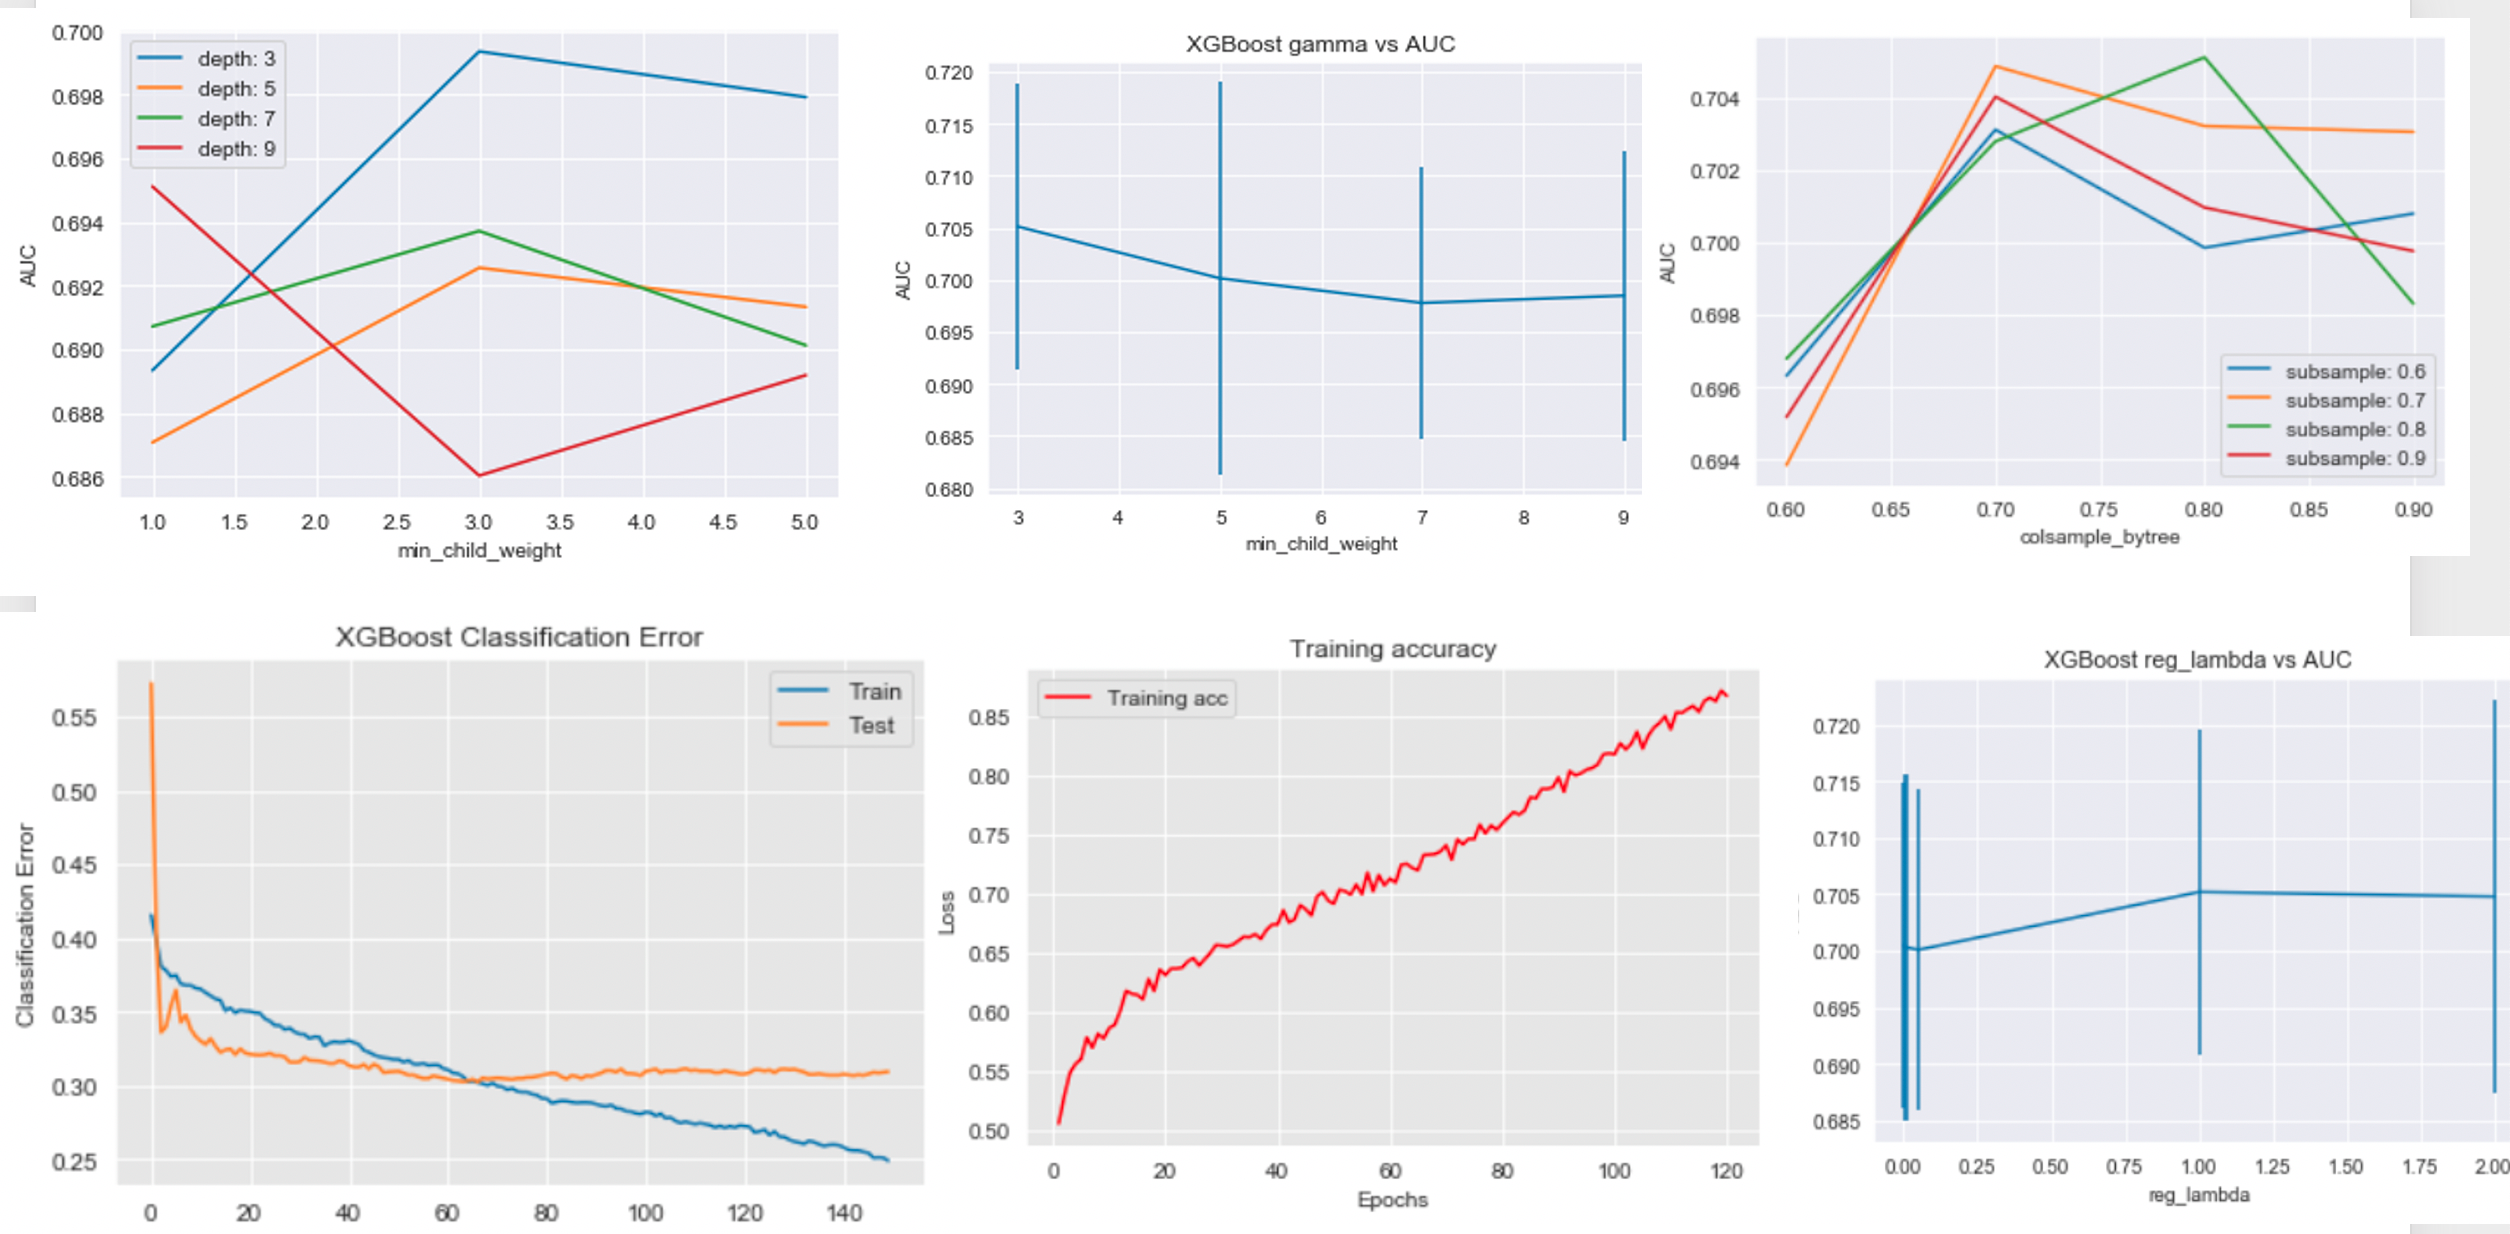 0.700
0.698
0.696
0.694
0.692
0.690
0.688
0.686
AUC
depth: 3
depth: 5
depth: 7
depth: 9
1.0 1.5 2.0 2.5 3.0 3.5 4.0 4.5 5.0
min_child_weight
XGBoost gamma vs AUC
0.720
0.715
0.710
0.705
0.700
0.695
0.690
0.685
0.680
AUC
3 4 5 6 7 8 9
min_child_weight
0.704
0.702
0.700
0.698
0.696
0.694
AUC
subsample: 0.6
subsample: 0.7
subsample: 0.8
subsample: 0.9
0.60 0.65 0.70 0.75 0.80 0.85 0.90
colsample_bytree
XGBoost Classification Error
Train
Test
0.55
0.50
0.45
0.40
0.35
0.30
0.25
Classification Error
0 20 40 60 80 100 120 140
Training accuracy
Training acc
0.85
0.80
0.75
0.70
0.65
0.60
0.55
0.50
Loss
0 20 40 60 80 100 120
Epochs
XGBoost reg_lambda vs AUC
0.720
0.715
0.710
0.705
0.700
0.695
0.690
0.685
0.00 0.25 0.50 0.75 1.00 1.25 1.50 1.75 2.00
reg_lambda